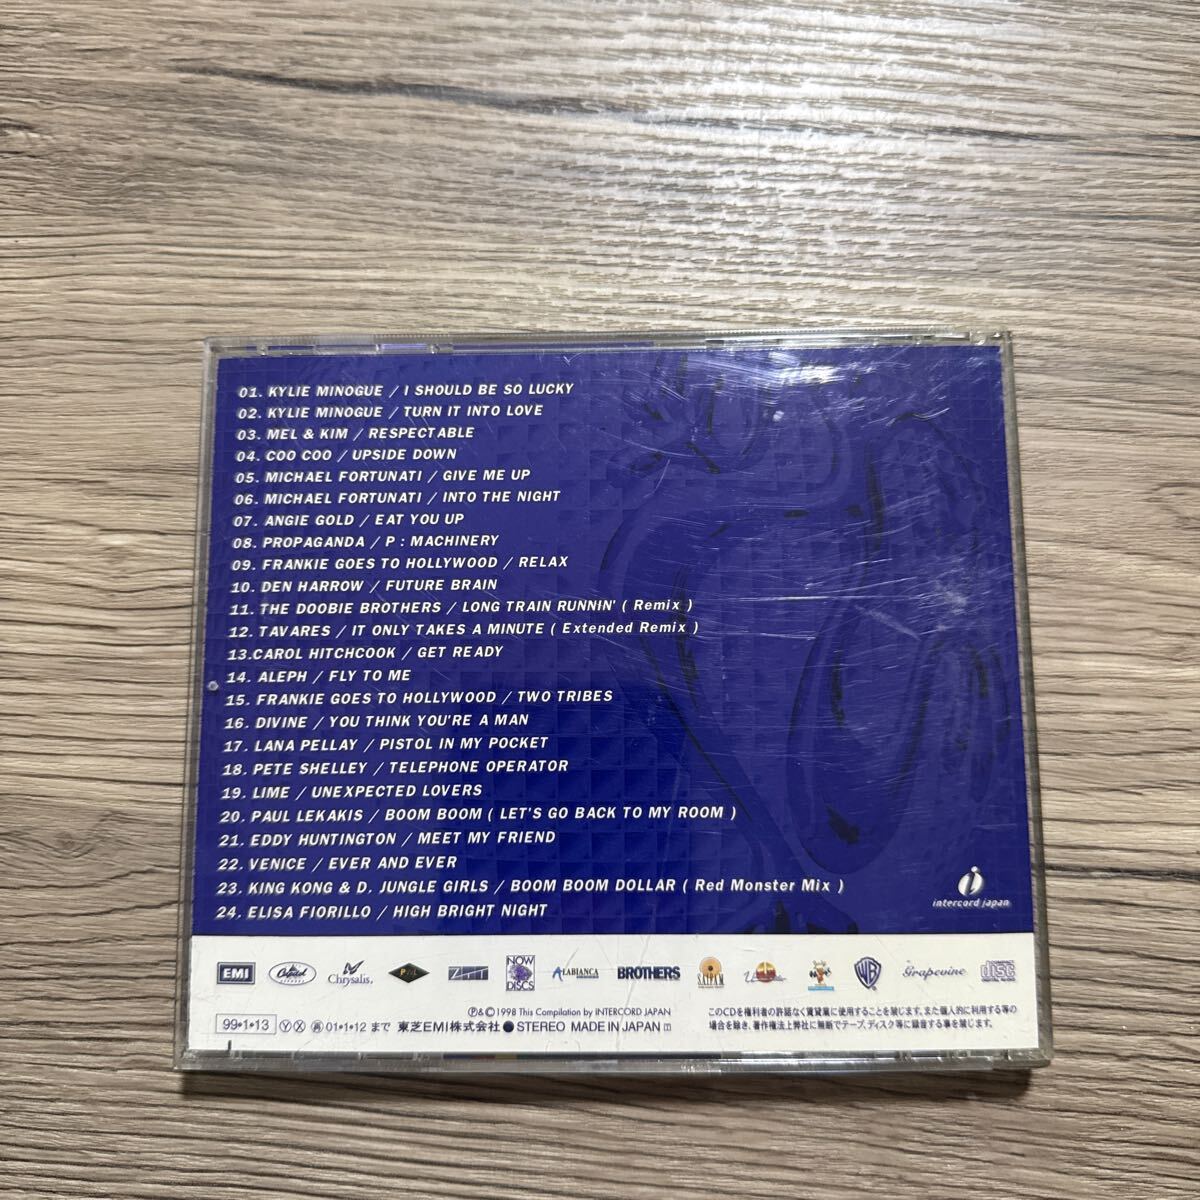 01. KYLIE MINOGUE / I SHOULD BE SO LUCKY
02. KYLIE MINOGUE / TURN IT INTO LOVE
03. MEL & KIM / RESPECTABLE
04. COO COO / UPSIDE DOWN
05. MICHAEL FORTUNATI / GIVE ME UP
06. MICHAEL FORTUNATI / INTO THE NIGHT
07. ANGIE GOLD / EAT YOU UP
08. PROPAGANDA / P : MACHINERY
09. FRANKIE GOES TO HOLLYWOOD / RELAX
10. DEN HARROW / FUTURE BRAIN
11. THE DOOBIE BROTHERS / LONG TRAIN RUNNIN' ( Remix )
12. TAVARES / IT ONLY TAKES A MINUTE ( Extended Remix )
13.CAROL HITCHCOOK / GET READY
14. ALEPH / FLY TO ME
15. FRANKIE GOES TO HOLLYWOOD / TWO TRIBES
16. DIVINE / YOU THINK YOU'RE A MAN
17. LANA PELLAY / PISTOL IN MY POCKET
18. PETE SHELLEY / TELEPHONE OPERATOR
19. LIME / UNEXPECTED LOVERS
20. PAUL LEKAKIS / BOOM BOOM ( LET'S GO BACK TO MY ROOM )
21. EDDY HUNTINGTON / MEET MY FRIEND
22. VENICE / EVER AND EVER
23. KING KONG & D. JUNGLE GIRLS / BOOM BOOM DOLLAR ( Red Monster Mix )
24. ELISA FIORILLO / HIGH BRIGHT NIGHT
i
intercord japan
EMI Capitol Chrysalis. PWL ZTT NOW DISCS LABIANCA BROTHERS S.A.I.F.A.M. WB Grapevine disc
℗&© 1998 This Compilation by INTERCORD JAPAN
99・1・13 Ⓨ Ⓧ 再 01・1・12 まで 東芝EMI株式会社 ● STEREO MADE IN JAPAN
このCDを権利者の許諾なく賃貸業に使用することを禁じます。また個人的に利用する等の
場合を除き、著作権法上弊社に無断でテープ、ディスク等に録音する事を禁じます。